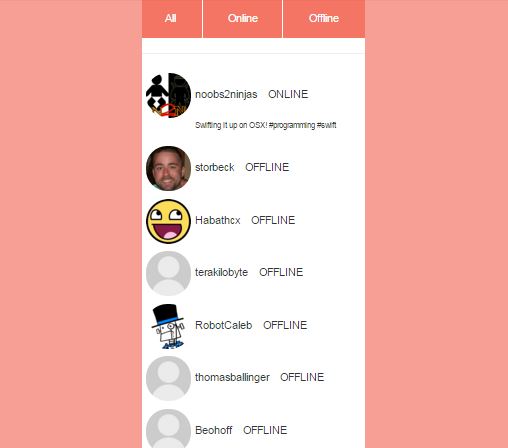 All Online Offline
noobs2ninjas ONLINE
Swifting it up on OSX! #programming #swift
storbeck OFFLINE
Habathcx OFFLINE
terakilobyte OFFLINE
RobotCaleb OFFLINE
thomasballinger OFFLINE
Beohoff OFFLINE